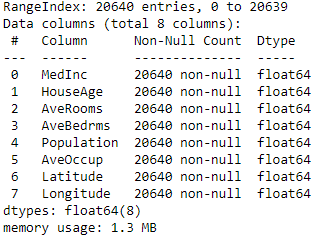 RangeIndex: 20640 entries, 0 to 20639
Data columns (total 8 columns):
 #   Column      Non-Null Count  Dtype
---  ------      --------------  -----
 0   MedInc      20640 non-null  float64
 1   HouseAge    20640 non-null  float64
 2   AveRooms    20640 non-null  float64
 3   AveBedrms   20640 non-null  float64
 4   Population  20640 non-null  float64
 5   AveOccup    20640 non-null  float64
 6   Latitude    20640 non-null  float64
 7   Longitude   20640 non-null  float64
dtypes: float64(8)
memory usage: 1.3 MB